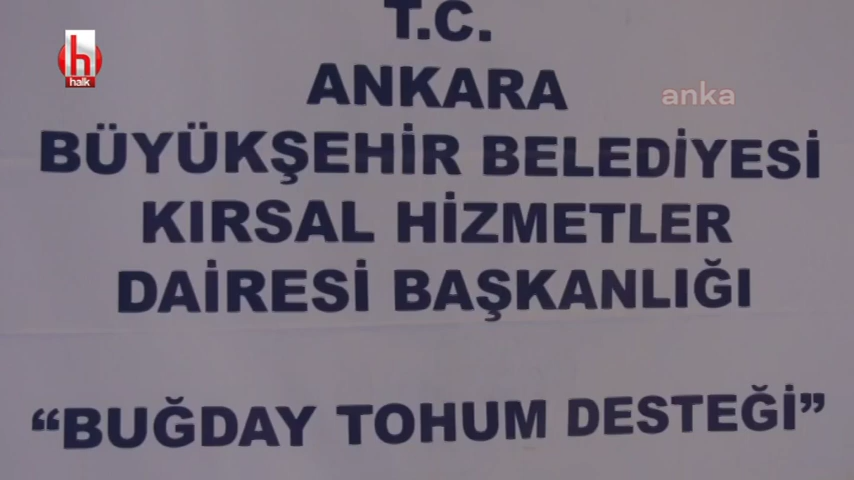 T.C.
h
halk
ANKARA
anka
BÜYÜKŞEHİR BELEDİYESİ
KIRSAL HİZMETLER
DAİRESİ BAŞKANLIĞI
“BUĞDAY TOHUM DESTEĞİ”